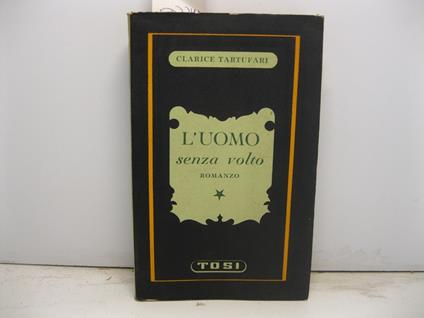 CLARICE TARTUFARI
L'UOMO
senza volto
ROMANZO
TOSI